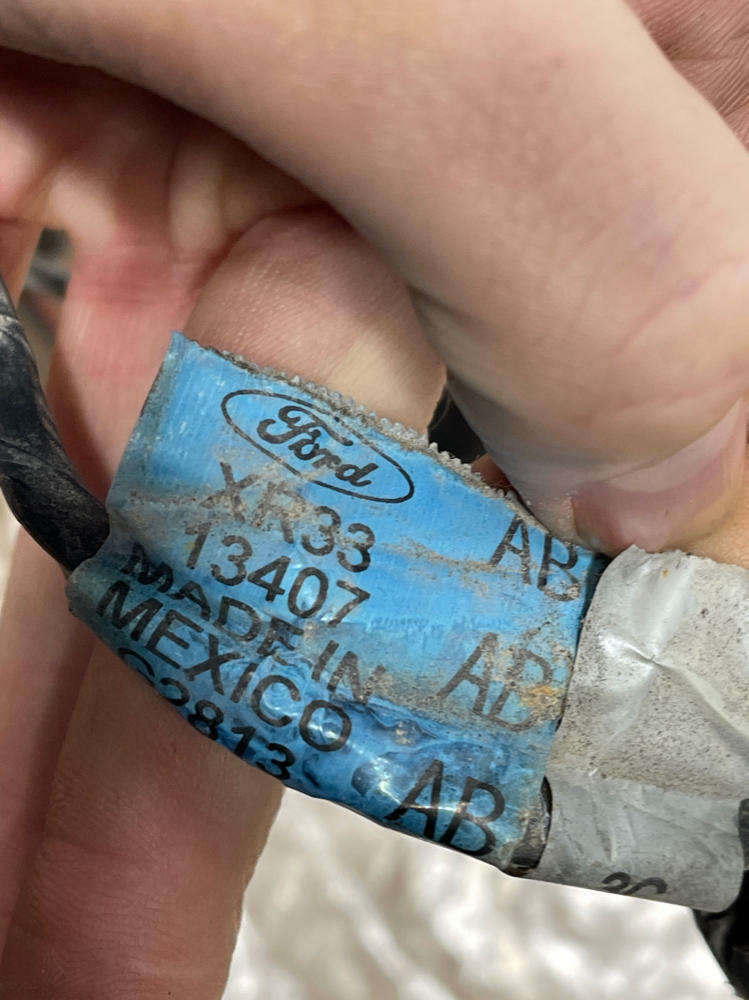 Ford
XR33
13407
MADE IN
MEXICO
AB
AB
AB